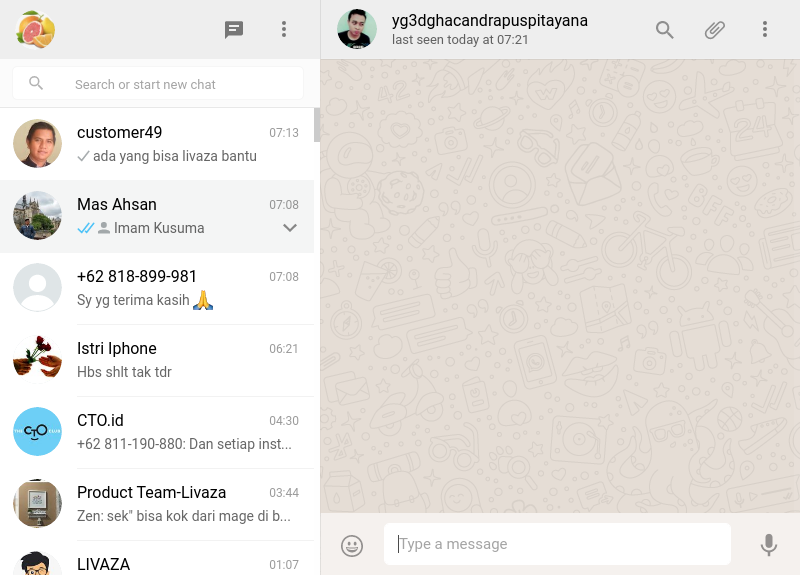 yg3dghacandrapuspitayana
last seen today at 07:21
Search or start new chat
customer49 07:13
ada yang bisa livaza bantu
Mas Ahsan 07:08
Imam Kusuma
+62 818-899-981 07:08
Sy yg terima kasih 🙏
Istri Iphone 06:21
Hbs shlt tak tdr
CTO.id 04:30
THE CTO CLUB
+62 811-190-880: Dan setiap inst...
Product Team-Livaza 03:44
Zen: sek" bisa kok dari mage di b...
LIVAZA 01:07
Type a message